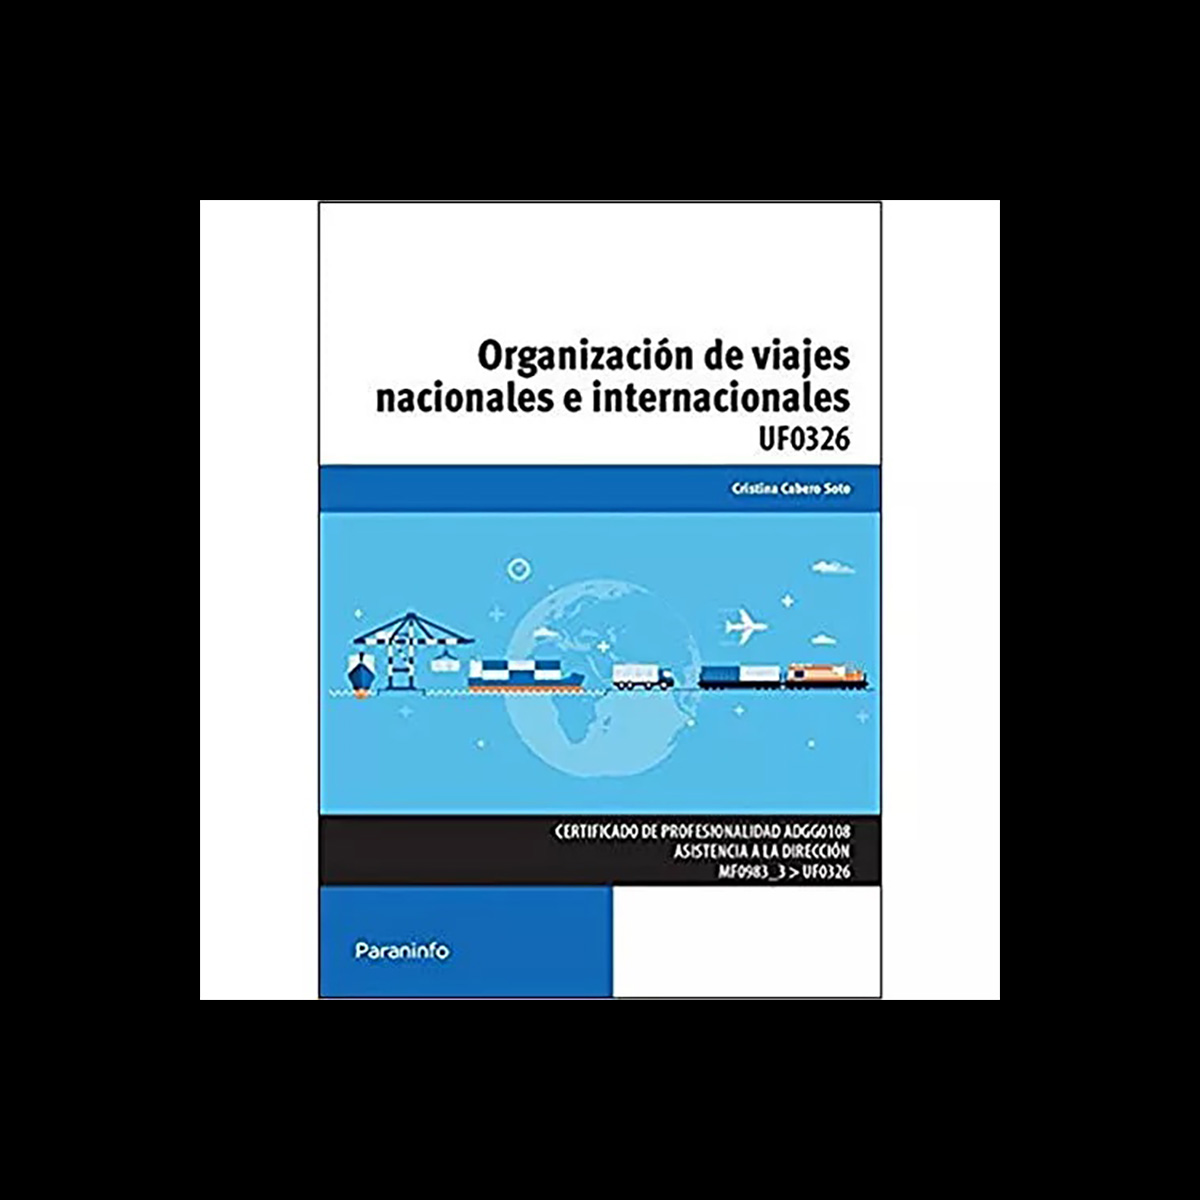 Organización de viajes
nacionales e internacionales
UF0326
Cristina Cabero Soto
CERTIFICADO DE PROFESIONALIDAD ADGG0108
ASISTENCIA A LA DIRECCIÓN
MF0983_3 > UF0326
Paraninfo